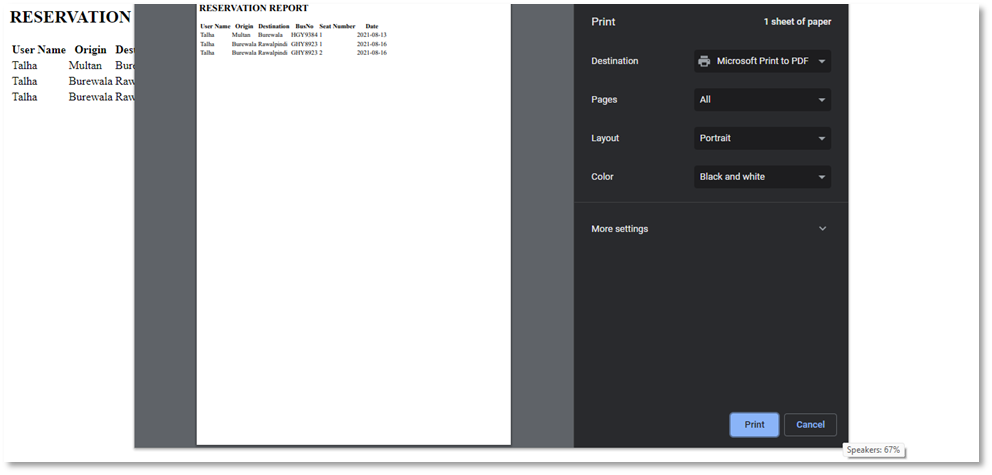 RESERVATION
User Name Origin Des
Talha Multan Bure
Talha Burewala Raw
Talha Burewala Raw
RESERVATION REPORT
User Name Origin Destination BusNo Seat Number Date
Talha Multan Burewala HGY9384 1 2021-08-13
Talha Burewala Rawalpindi GHY8923 1 2021-08-16
Talha Burewala Rawalpindi GHY8923 2 2021-08-16
Print 1 sheet of paper
Destination Microsoft Print to PDF
Pages All
Layout Portrait
Color Black and white
More settings
Print Cancel
Speakers: 67%